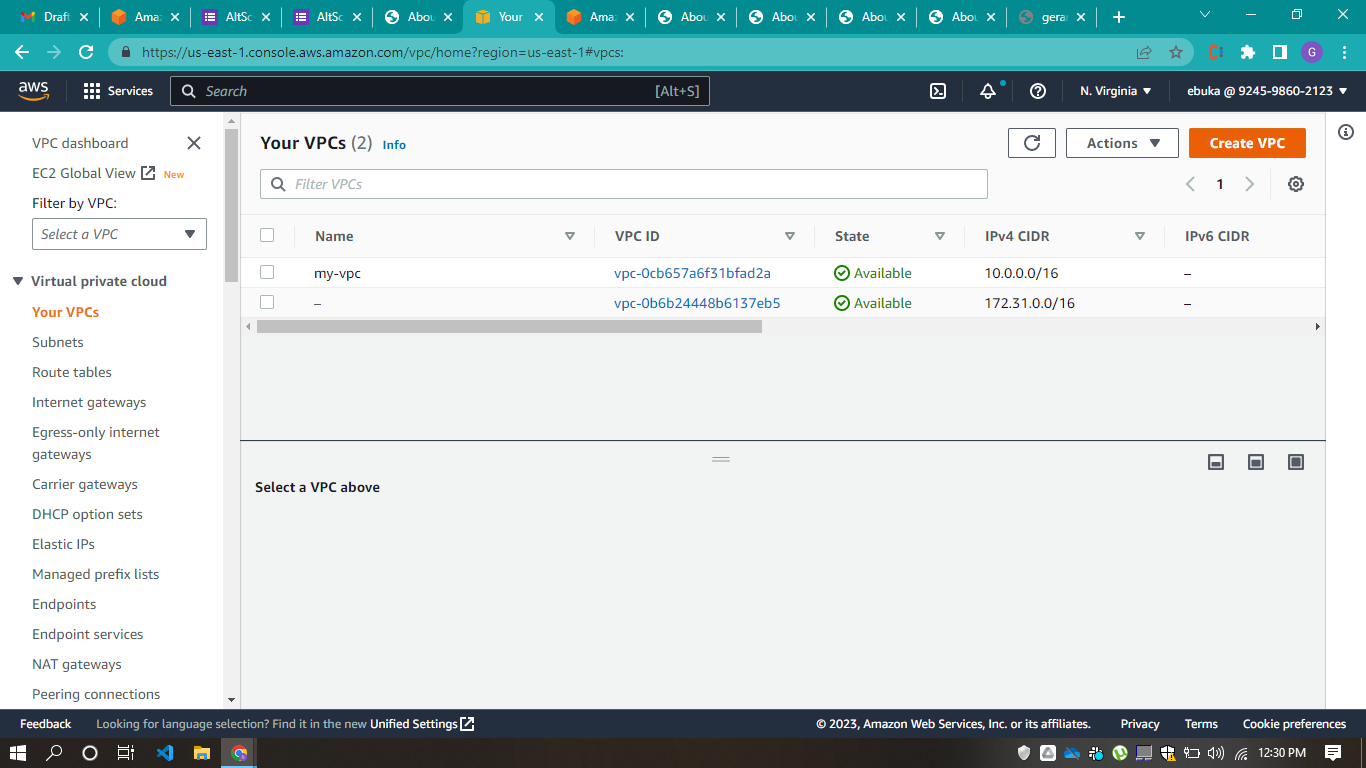 Draft
Ama
AltSc
AltSc
Abou
Your
Ama
Abou
Abou
Abou
Abou
gera
https://us-east-1.console.aws.amazon.com/vpc/home?region=us-east-1#vpcs:
G
aws
Services
Search
[Alt+S]
N. Virginia
ebuka @ 9245-9860-2123
VPC dashboard
EC2 Global View New
Filter by VPC:
Select a VPC
Virtual private cloud
Your VPCs
Subnets
Route tables
Internet gateways
Egress-only internet
gateways
Carrier gateways
DHCP option sets
Elastic IPs
Managed prefix lists
Endpoints
Endpoint services
NAT gateways
Peering connections
Your VPCs (2) Info
Actions
Create VPC
Filter VPCs
1
Name VPC ID State IPv4 CIDR IPv6 CIDR
my-vpc vpc-0cb657a6f31bfad2a Available 10.0.0.0/16 –
– vpc-0b6b24448b6137eb5 Available 172.31.0.0/16 –
Select a VPC above
Feedback Looking for language selection? Find it in the new Unified Settings © 2023, Amazon Web Services, Inc. or its affiliates. Privacy Terms Cookie preferences
12:30 PM